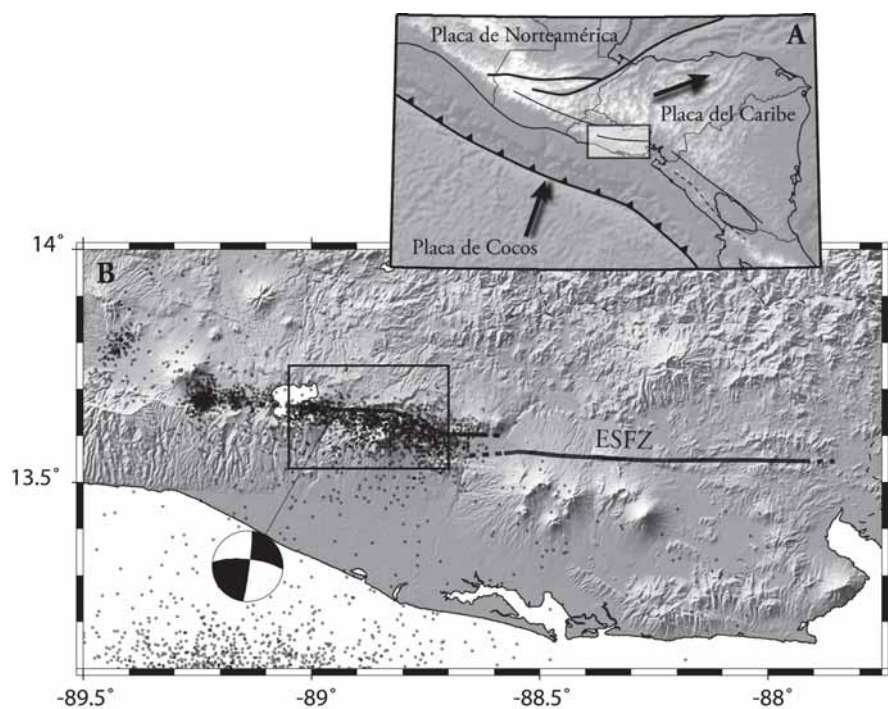 Placa de Norteamérica
A
Placa del Caribe
Placa de Cocos
14˚
B
ESFZ
13.5˚
-89.5˚
-89˚
-88.5˚
-88˚